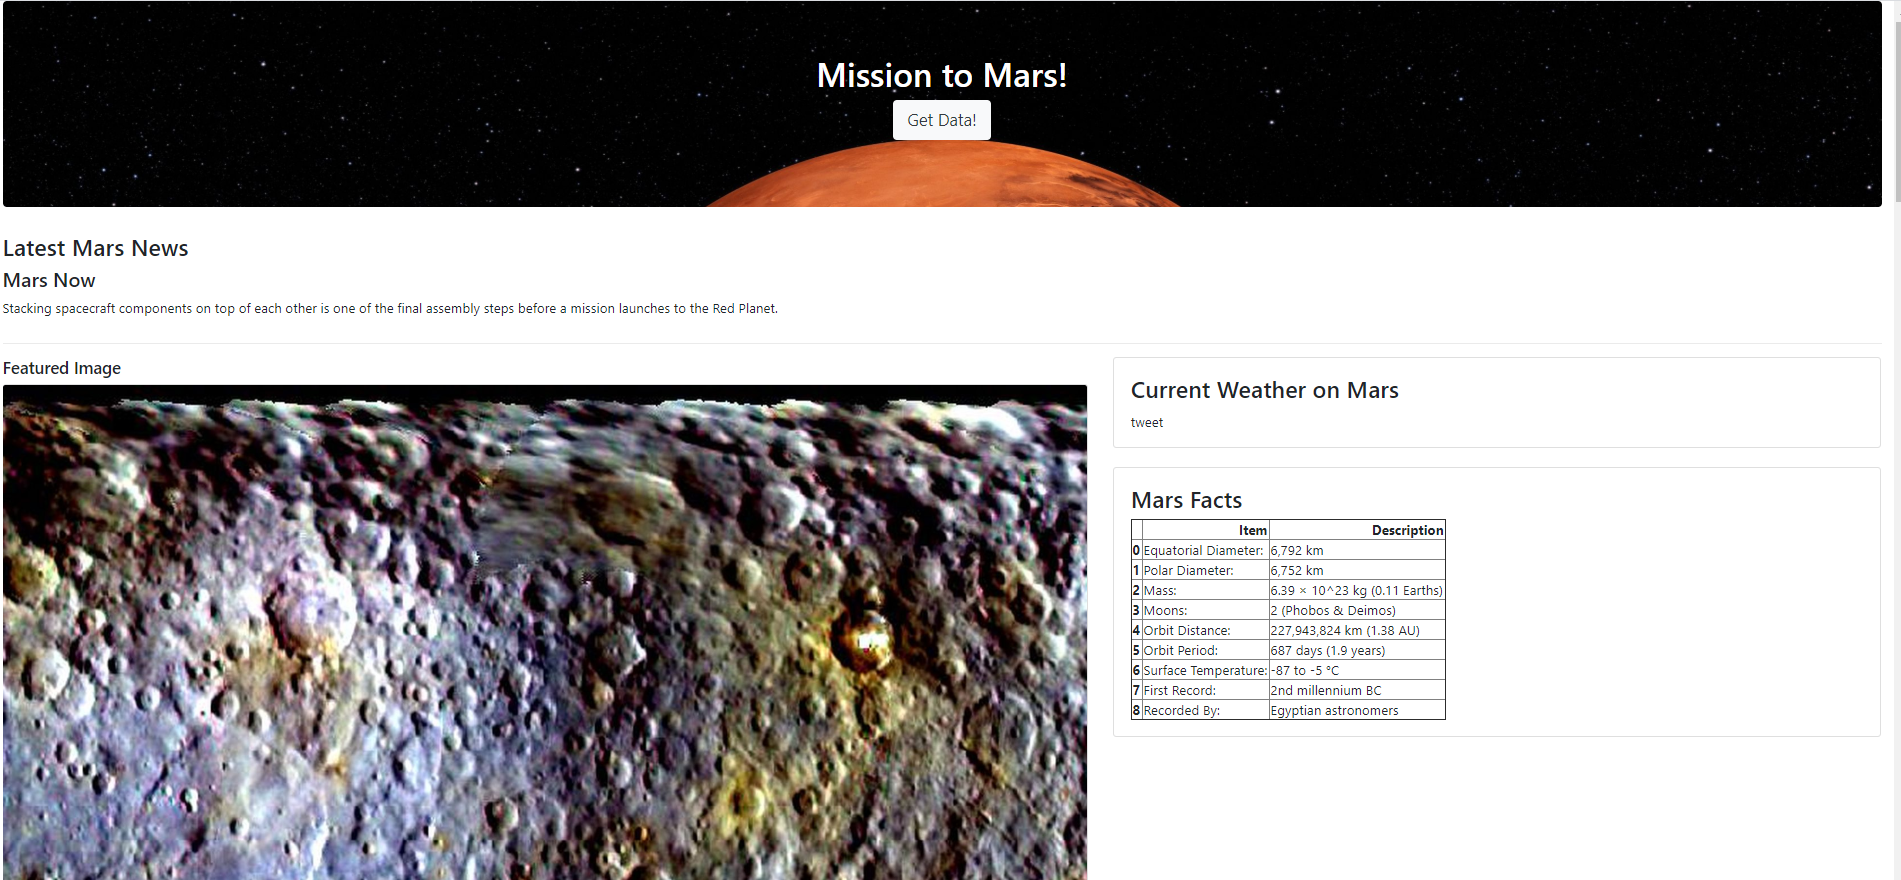 Mission to Mars!
Get Data!
Latest Mars News
Mars Now
Stacking spacecraft components on top of each other is one of the final assembly steps before a mission launches to the Red Planet.
Featured Image
Current Weather on Mars
tweet
Mars Facts
Item Description
0 Equatorial Diameter: 6,792 km
1 Polar Diameter: 6,752 km
2 Mass: 6.39 × 10^23 kg (0.11 Earths)
3 Moons: 2 (Phobos & Deimos)
4 Orbit Distance: 227,943,824 km (1.38 AU)
5 Orbit Period: 687 days (1.9 years)
6 Surface Temperature: -87 to -5 °C
7 First Record: 2nd millennium BC
8 Recorded By: Egyptian astronomers